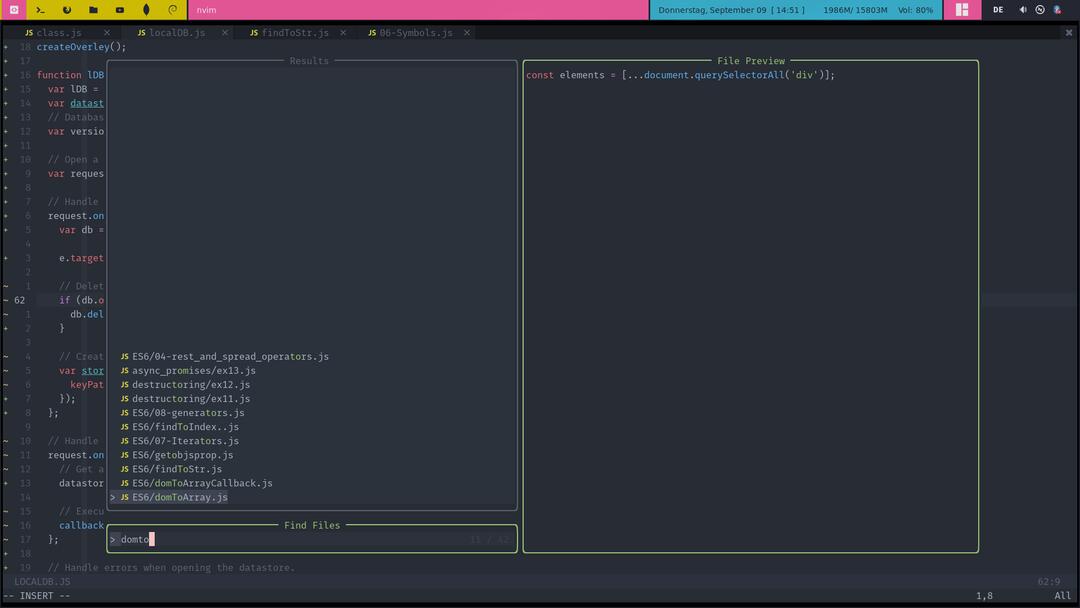 nvim
Donnerstag, September 09 [ 14:51 ] 1986M/ 15803M Vol: 80%
DE
JS class.js × JS localDB.js × JS findToStr.js × JS 06-Symbols.js ×
+ 18 createOverley();
+ 17
+ 16 function lDB
+ 15 var lDB =
+ 14 var datast
+ 13 // Databas
+ 12 var versio
+ 11
+ 10 // Open a
+ 9 var reques
+ 8
+ 7 // Handle
+ 6 request.on
+ 5 var db =
4
+ 3 e.target
2
~ 1 // Delet
~ 62 if (db.o
~ 1 db.del
+ 2 }
3
~ 4 // Creat
~ 5 var stor
~ 6 keyPat
+ 7 });
+ 8 };
9
~ 10 // Handle
~ 11 request.on
~ 12 // Get a
+ 13 datastor
14
~ 15 // Execu
~ 16 callback
~ 17 };
+ 18
+ 19 // Handle errors when opening the datastore.
Results
JS ES6/04-rest_and_spread_operators.js
JS async_promises/ex13.js
JS destructoring/ex12.js
JS destructoring/ex11.js
JS ES6/08-generators.js
JS ES6/findToIndex..js
JS ES6/07-Iterators.js
JS ES6/getobjsprop.js
JS ES6/findToStr.js
JS ES6/domToArrayCallback.js
> JS ES6/domToArray.js
Find Files
> domto 11 / 42
File Preview
const elements = [...document.querySelectorAll('div')];
LOCALDB.JS 62:9
-- INSERT -- 1,8 All